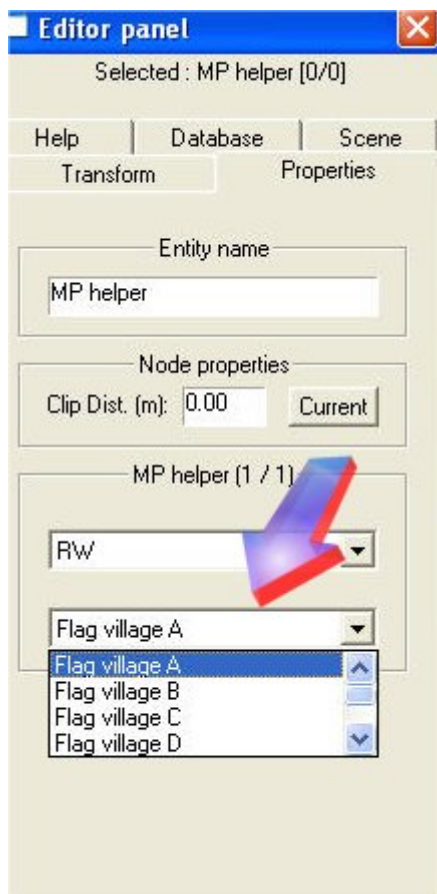 Editor panel
Selected : MP helper [0/0]
Help Database Scene
Transform Properties
Entity name
MP helper
Node properties
Clip Dist. (m): 0.00 Current
MP helper (1 / 1)
RW
Flag village A
Flag village A
Flag village B
Flag village C
Flag village D